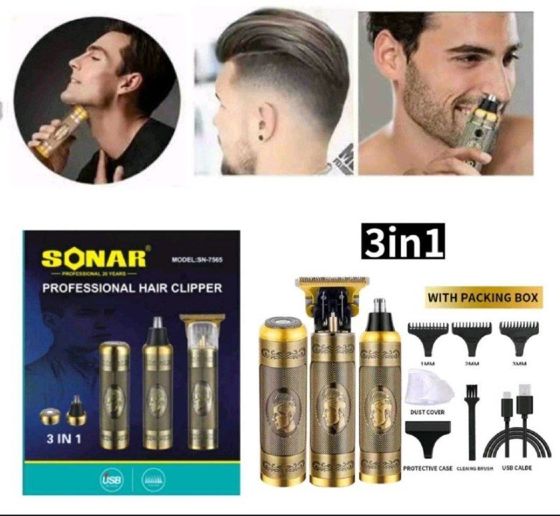 3in1
SONAR®
PROFESSIONAL 20 YEARS
MODEL:SN-7565
PROFESSIONAL HAIR CLIPPER
3 IN 1
USB
WITH PACKING BOX
1MM
2MM
3MM
DUST COVER
PROTECTIVE CASE
CLEANING BRUSH
USB CALDE